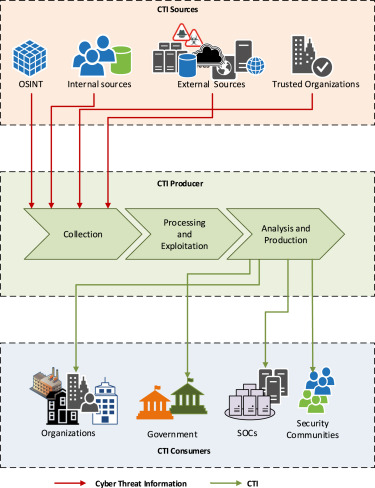 CTI Sources
OSINT
Internal sources
External Sources
Trusted Organizations
CTI Producer
Collection
Processing
and
Exploitation
Analysis and
Production
Organizations
Government
SOCs
Security
Communities
CTI Consumers
Cyber Threat Information
CTI